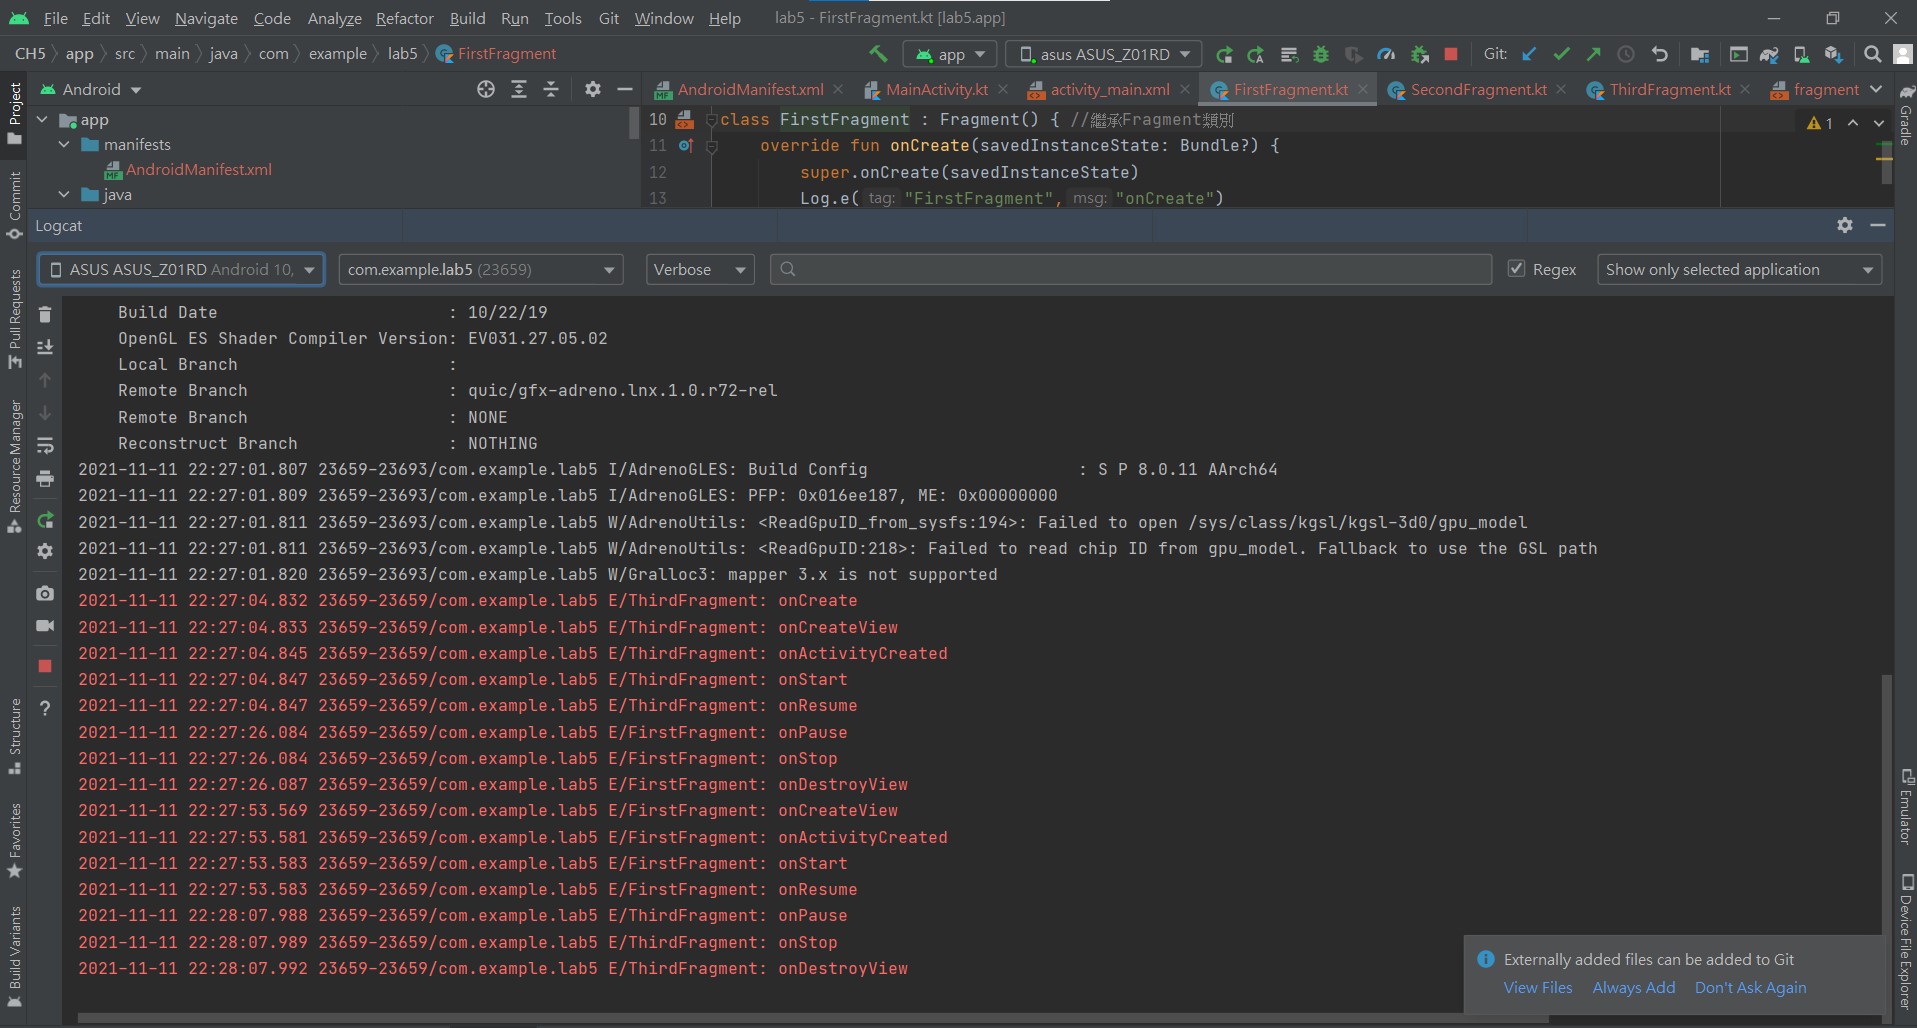 File Edit View Navigate Code Analyze Refactor Build Run Tools Git Window Help lab5 - FirstFragment.kt [lab5.app]
CH5 app src main java com example lab5 FirstFragment app asus ASUS_Z01RD Git:
Android
AndroidManifest.xml MainActivity.kt activity_main.xml FirstFragment.kt SecondFragment.kt ThirdFragment.kt fragment
app
manifests
AndroidManifest.xml
java
10 class FirstFragment : Fragment() { //繼承Fragment類別
11 override fun onCreate(savedInstanceState: Bundle?) {
12 super.onCreate(savedInstanceState)
13 Log.e( tag: "FirstFragment", msg: "onCreate")
1
Logcat
ASUS ASUS_Z01RD Android 10, com.example.lab5 (23659) Verbose Regex Show only selected application
Build Date : 10/22/19
OpenGL ES Shader Compiler Version: EV031.27.05.02
Local Branch :
Remote Branch : quic/gfx-adreno.lnx.1.0.r72-rel
Remote Branch : NONE
Reconstruct Branch : NOTHING
2021-11-11 22:27:01.807 23659-23693/com.example.lab5 I/AdrenoGLES: Build Config : S P 8.0.11 AArch64
2021-11-11 22:27:01.809 23659-23693/com.example.lab5 I/AdrenoGLES: PFP: 0x016ee187, ME: 0x00000000
2021-11-11 22:27:01.811 23659-23693/com.example.lab5 W/AdrenoUtils: <ReadGpuID_from_sysfs:194>: Failed to open /sys/class/kgsl/kgsl-3d0/gpu_model
2021-11-11 22:27:01.811 23659-23693/com.example.lab5 W/AdrenoUtils: <ReadGpuID:218>: Failed to read chip ID from gpu_model. Fallback to use the GSL path
2021-11-11 22:27:01.820 23659-23693/com.example.lab5 W/Gralloc3: mapper 3.x is not supported
2021-11-11 22:27:04.832 23659-23659/com.example.lab5 E/ThirdFragment: onCreate
2021-11-11 22:27:04.833 23659-23659/com.example.lab5 E/ThirdFragment: onCreateView
2021-11-11 22:27:04.845 23659-23659/com.example.lab5 E/ThirdFragment: onActivityCreated
2021-11-11 22:27:04.847 23659-23659/com.example.lab5 E/ThirdFragment: onStart
2021-11-11 22:27:04.847 23659-23659/com.example.lab5 E/ThirdFragment: onResume
2021-11-11 22:27:26.084 23659-23659/com.example.lab5 E/FirstFragment: onPause
2021-11-11 22:27:26.084 23659-23659/com.example.lab5 E/FirstFragment: onStop
2021-11-11 22:27:26.087 23659-23659/com.example.lab5 E/FirstFragment: onDestroyView
2021-11-11 22:27:53.569 23659-23659/com.example.lab5 E/FirstFragment: onCreateView
2021-11-11 22:27:53.581 23659-23659/com.example.lab5 E/FirstFragment: onActivityCreated
2021-11-11 22:27:53.583 23659-23659/com.example.lab5 E/FirstFragment: onStart
2021-11-11 22:27:53.583 23659-23659/com.example.lab5 E/FirstFragment: onResume
2021-11-11 22:28:07.988 23659-23659/com.example.lab5 E/ThirdFragment: onPause
2021-11-11 22:28:07.989 23659-23659/com.example.lab5 E/ThirdFragment: onStop
2021-11-11 22:28:07.992 23659-23659/com.example.lab5 E/ThirdFragment: onDestroyView
Externally added files can be added to Git
View Files Always Add Don't Ask Again
Project
Commit
Pull Requests
Resource Manager
Structure
Favorites
Build Variants
Gradle
Emulator
Device File Explorer